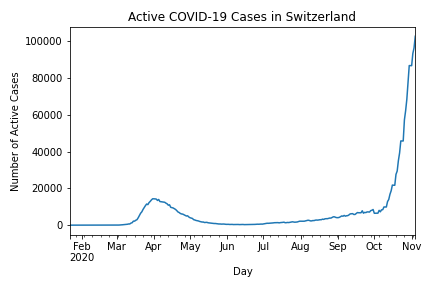 Active COVID-19 Cases in Switzerland
Number of Active Cases
100000
80000
60000
40000
20000
0
Feb Mar Apr May Jun Jul Aug Sep Oct Nov
2020
Day